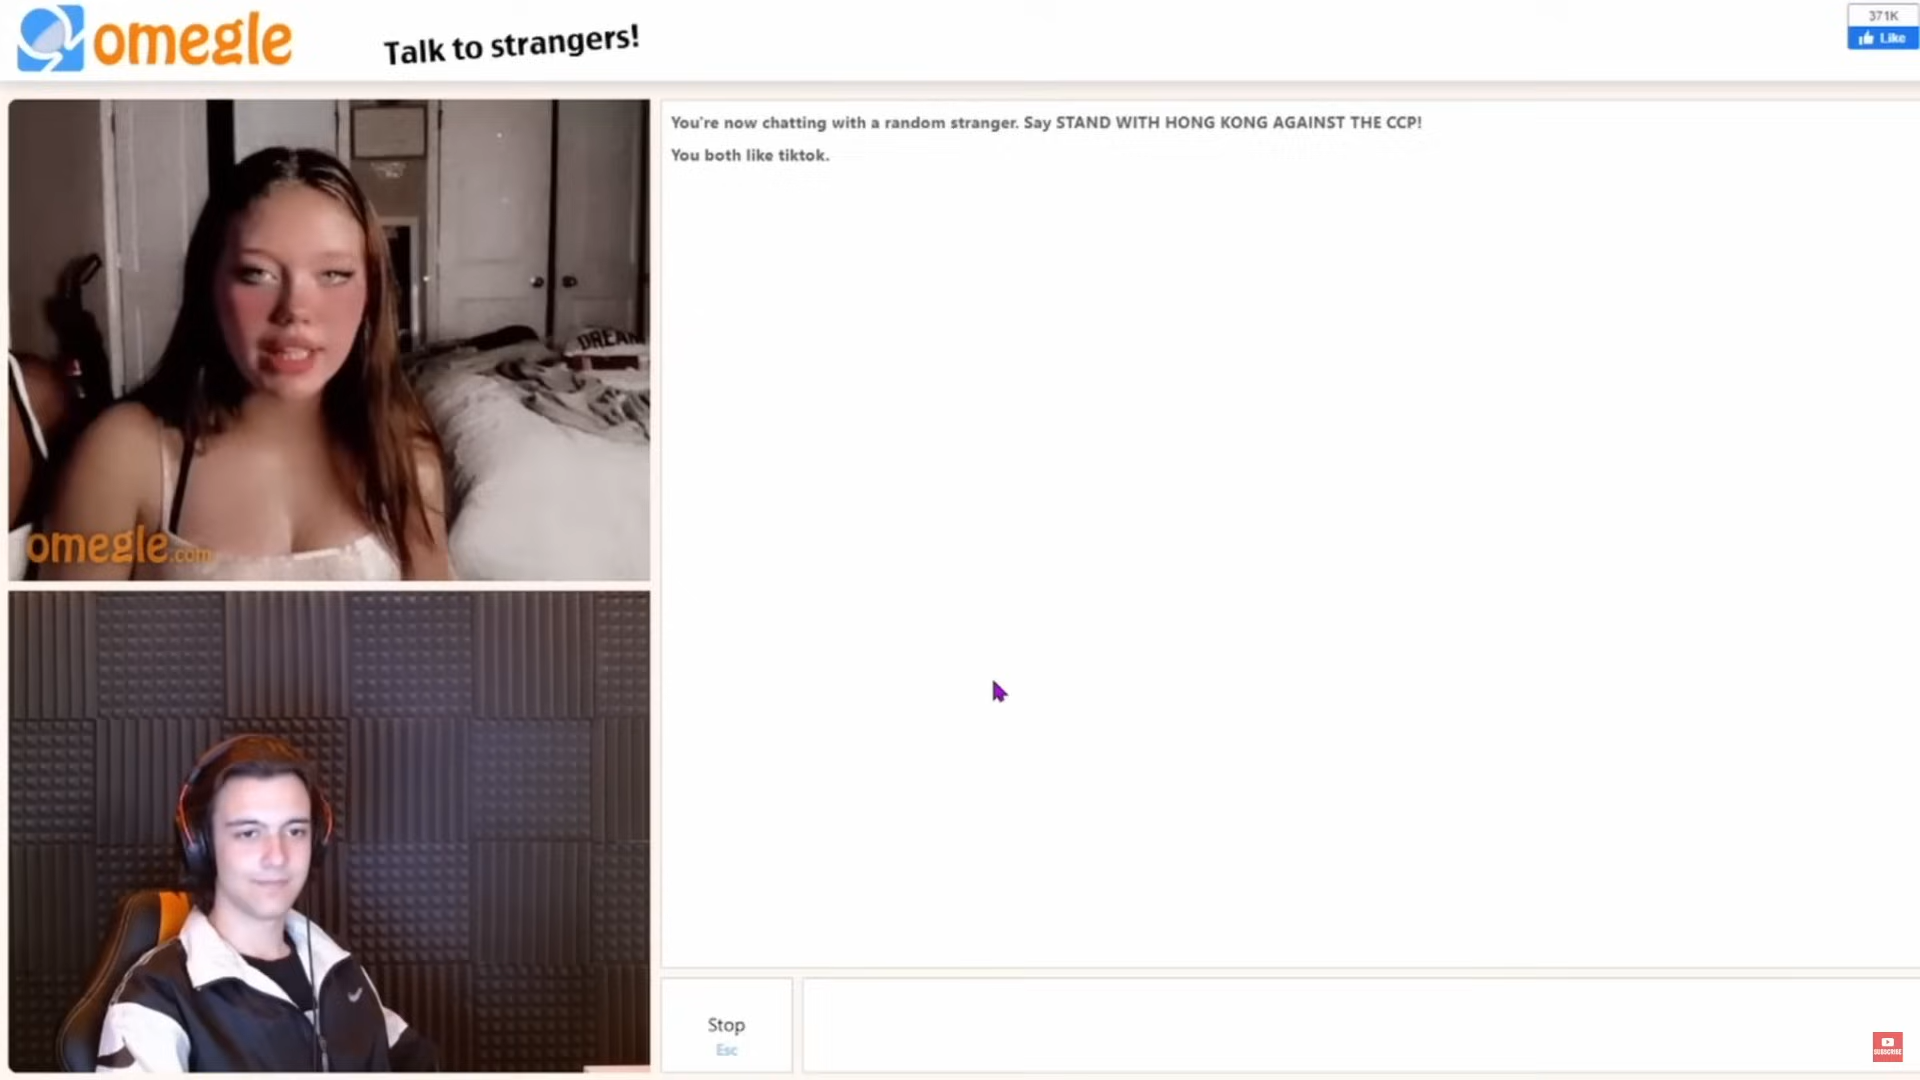 omegle
Talk to strangers!
371K
Like
You're now chatting with a random stranger. Say STAND WITH HONG KONG AGAINST THE CCP!
You both like tiktok.
DREAM
omegle.com
Stop
Esc
SUBSCRIBE